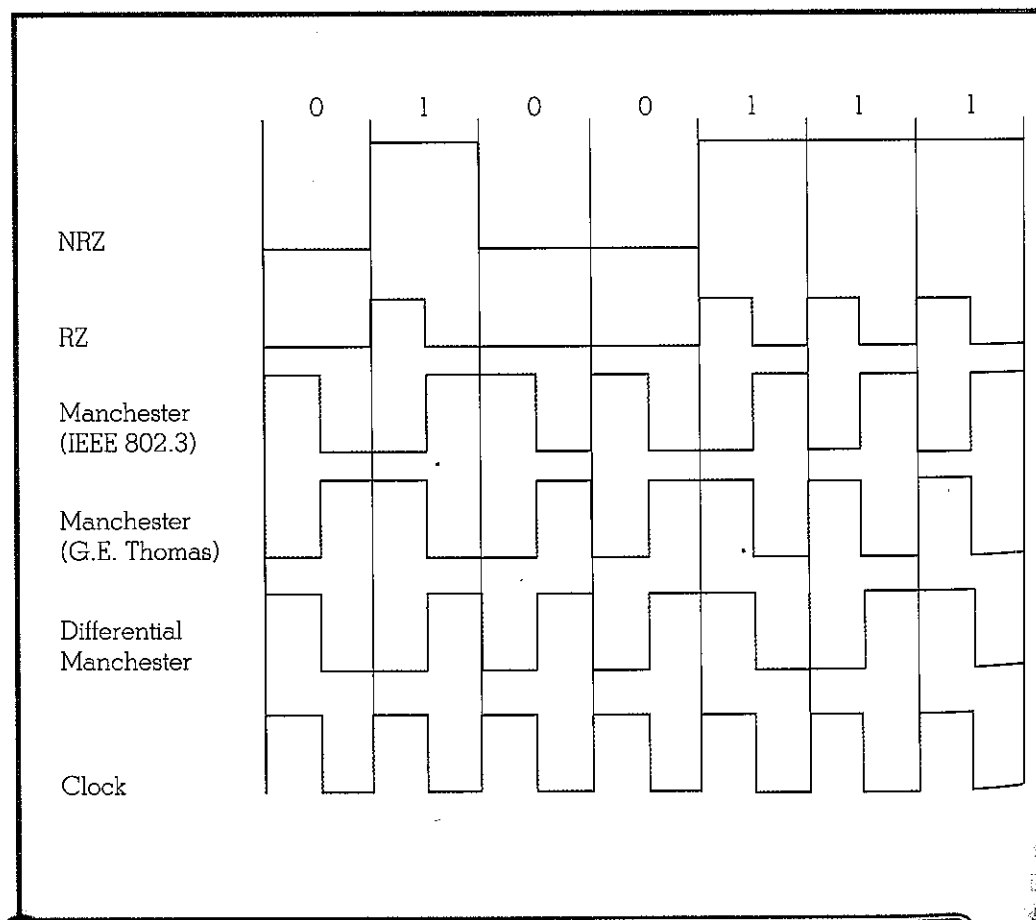 0 1 0 0 1 1 1
NRZ
RZ
Manchester
(IEEE 802.3)
Manchester
(G.E. Thomas)
Differential
Manchester
Clock